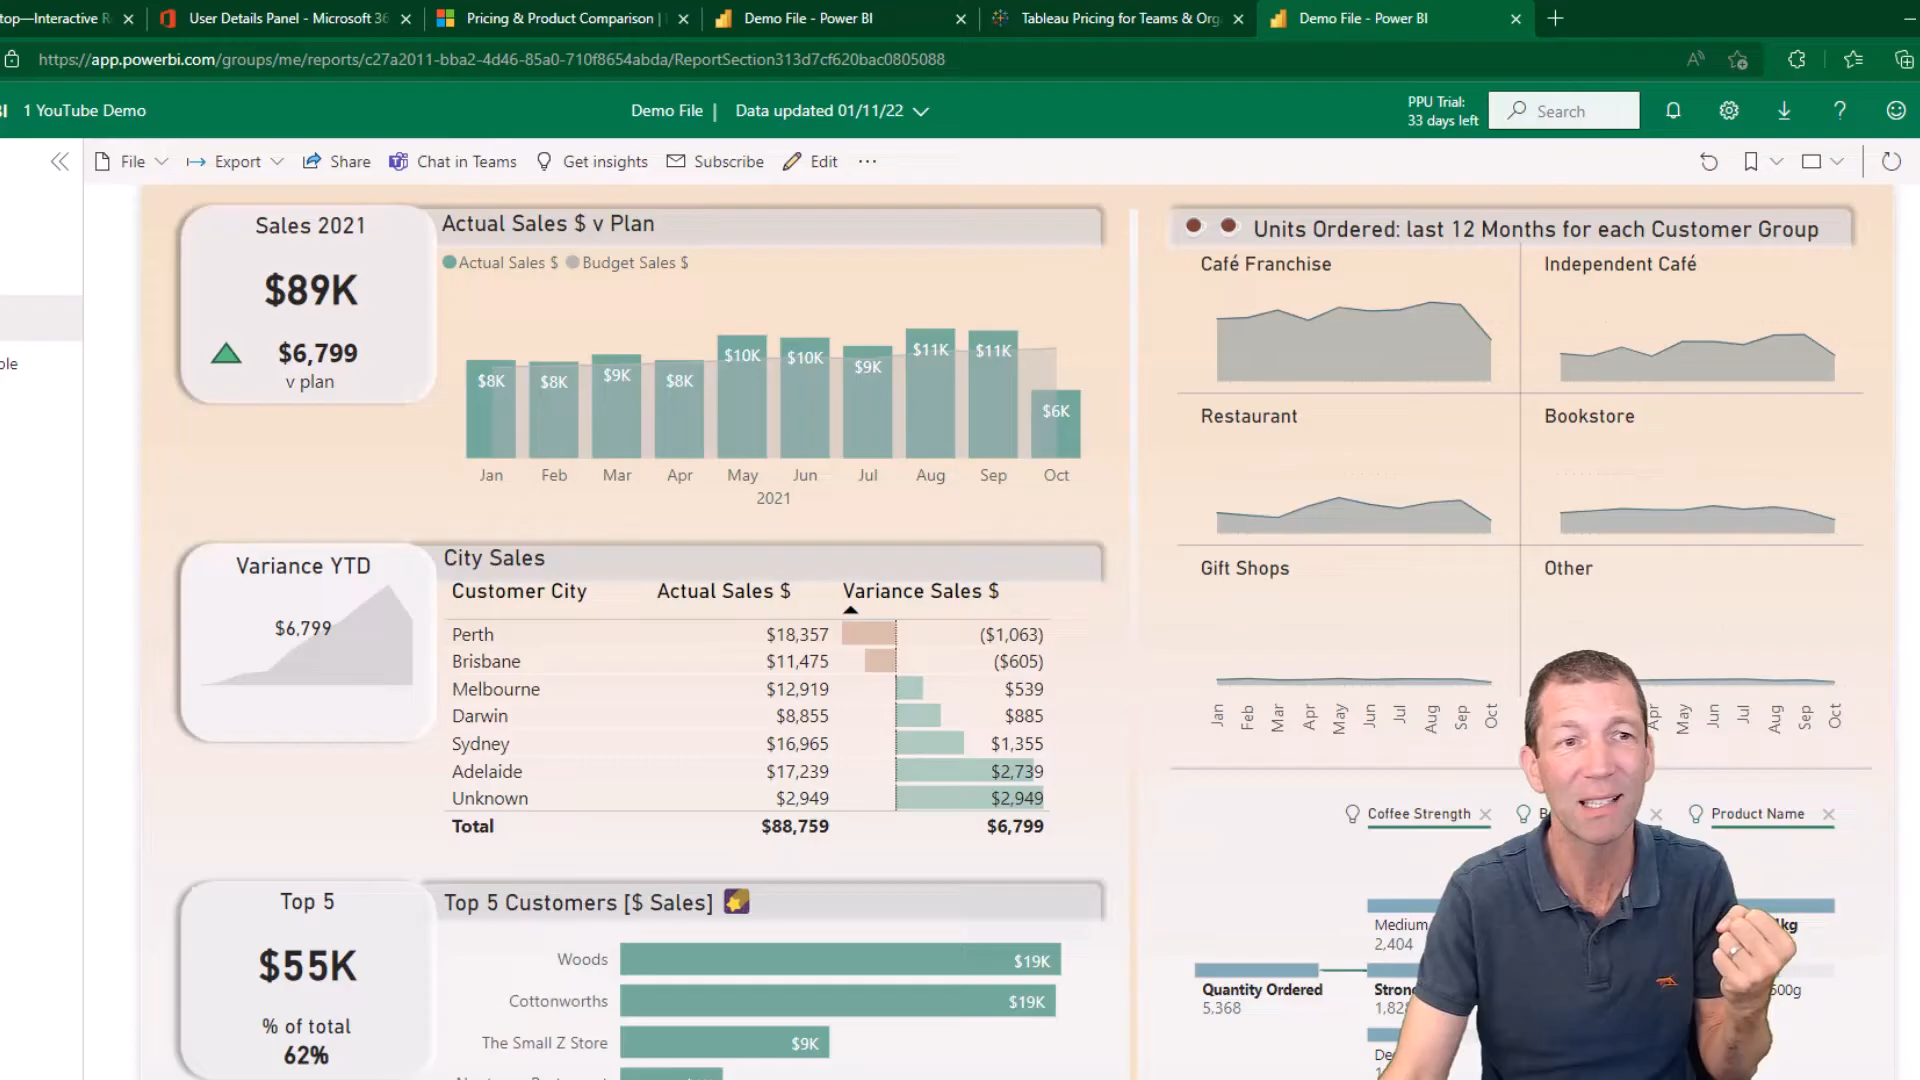 User Details Panel - Microsoft 36
Pricing & Product Comparison |
Demo File - Power BI
Tableau Pricing for Teams & Org
Demo File - Power BI
https://app.powerbi.com/groups/me/reports/c27a2011-bba2-4d46-85a0-710f8654abda/ReportSection313d7cf620bac0805088
1 YouTube Demo
Demo File | Data updated 01/11/22
PPU Trial:
33 days left
Search
File
Export
Share
Chat in Teams
Get insights
Subscribe
Edit
Sales 2021
$89K
$6,799
v plan
Actual Sales $ v Plan
Actual Sales $ Budget Sales $
$8K $8K $9K $8K $10K $10K $9K $11K $11K $6K
Jan Feb Mar Apr May Jun Jul Aug Sep Oct
2021
Variance YTD
$6,799
City Sales
Customer City Actual Sales $ Variance Sales $
Perth $18,357 ($1,063)
Brisbane $11,475 ($605)
Melbourne $12,919 $539
Darwin $8,855 $885
Sydney $16,965 $1,355
Adelaide $17,239 $2,739
Unknown $2,949 $2,949
Total $88,759 $6,799
Top 5
$55K
% of total
62%
Top 5 Customers [$ Sales]
Woods $19K
Cottonworths $19K
The Small Z Store $9K
Units Ordered: last 12 Months for each Customer Group
Café Franchise
Independent Café
Restaurant
Bookstore
Gift Shops
Other
Jan Feb Mar Apr May Jun Jul Aug Sep Oct
Apr May Jun Jul Aug Sep Oct
Coffee Strength
Product Name
Medium
2,404
Quantity Ordered
5,368
500g